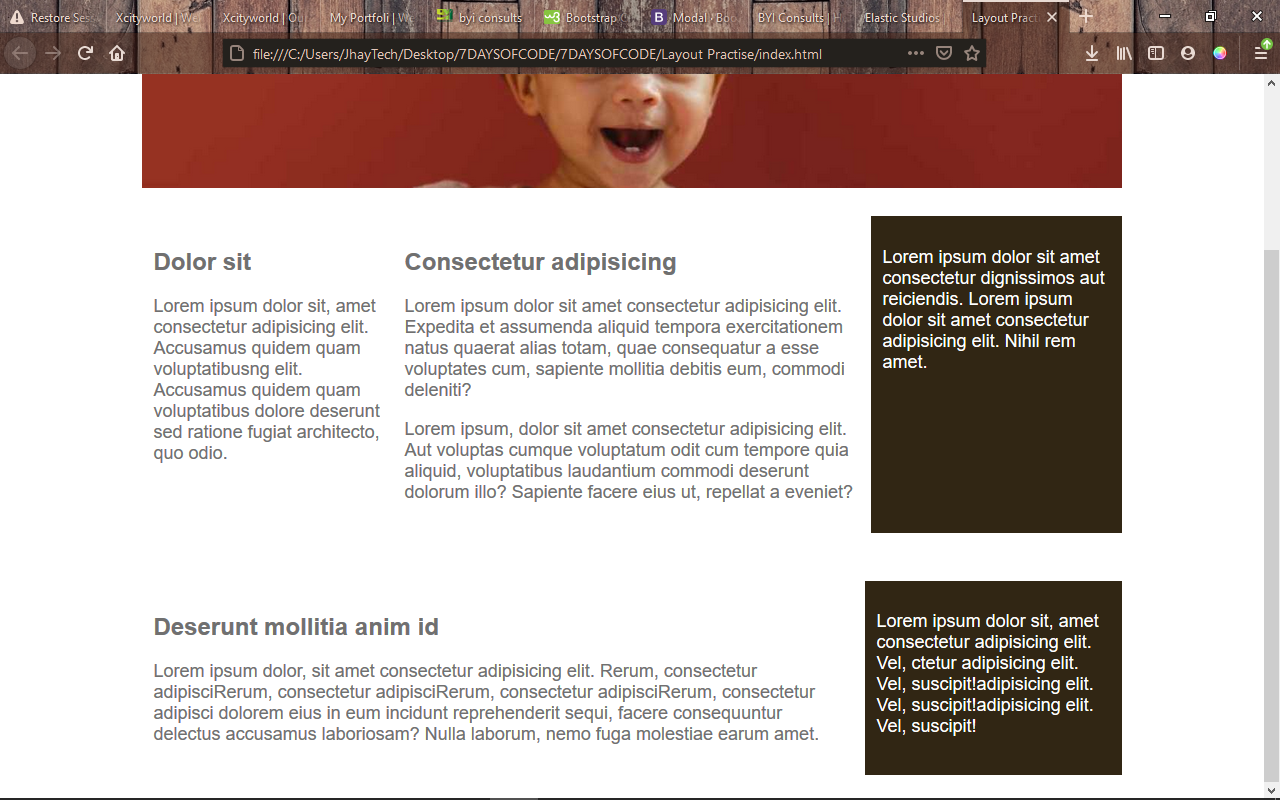 Restore Sess
Xcityworld | We
Xcityworld | Ou
My Portfoli | We
byi consults
Bootstrap
Modal · Boo
BYI Consults | H
Elastic Studios
Layout Pract
file:///C:/Users/JhayTech/Desktop/7DAYSOFCODE/7DAYSOFCODE/Layout Practise/index.html
Dolor sit
Lorem ipsum dolor sit, amet
consectetur adipisicing elit.
Accusamus quidem quam
voluptatibusng elit.
Accusamus quidem quam
voluptatibus dolore deserunt
sed ratione fugiat architecto,
quo odio.
Consectetur adipisicing
Lorem ipsum dolor sit amet consectetur adipisicing elit.
Expedita et assumenda aliquid tempora exercitationem
natus quaerat alias totam, quae consequatur a esse
voluptates cum, sapiente mollitia debitis eum, commodi
deleniti?
Lorem ipsum, dolor sit amet consectetur adipisicing elit.
Aut voluptas cumque voluptatum odit cum tempore quia
aliquid, voluptatibus laudantium commodi deserunt
dolorum illo? Sapiente facere eius ut, repellat a eveniet?
Lorem ipsum dolor sit amet
consectetur dignissimos aut
reiciendis. Lorem ipsum
dolor sit amet consectetur
adipisicing elit. Nihil rem
amet.
Deserunt mollitia anim id
Lorem ipsum dolor, sit amet consectetur adipisicing elit. Rerum, consectetur
adipisciRerum, consectetur adipisciRerum, consectetur adipisciRerum, consectetur
adipisci dolorem eius in eum incidunt reprehenderit sequi, facere consequuntur
delectus accusamus laboriosam? Nulla laborum, nemo fuga molestiae earum amet.
Lorem ipsum dolor sit, amet
consectetur adipisicing elit.
Vel, ctetur adipisicing elit.
Vel, suscipit!adipisicing elit.
Vel, suscipit!adipisicing elit.
Vel, suscipit!